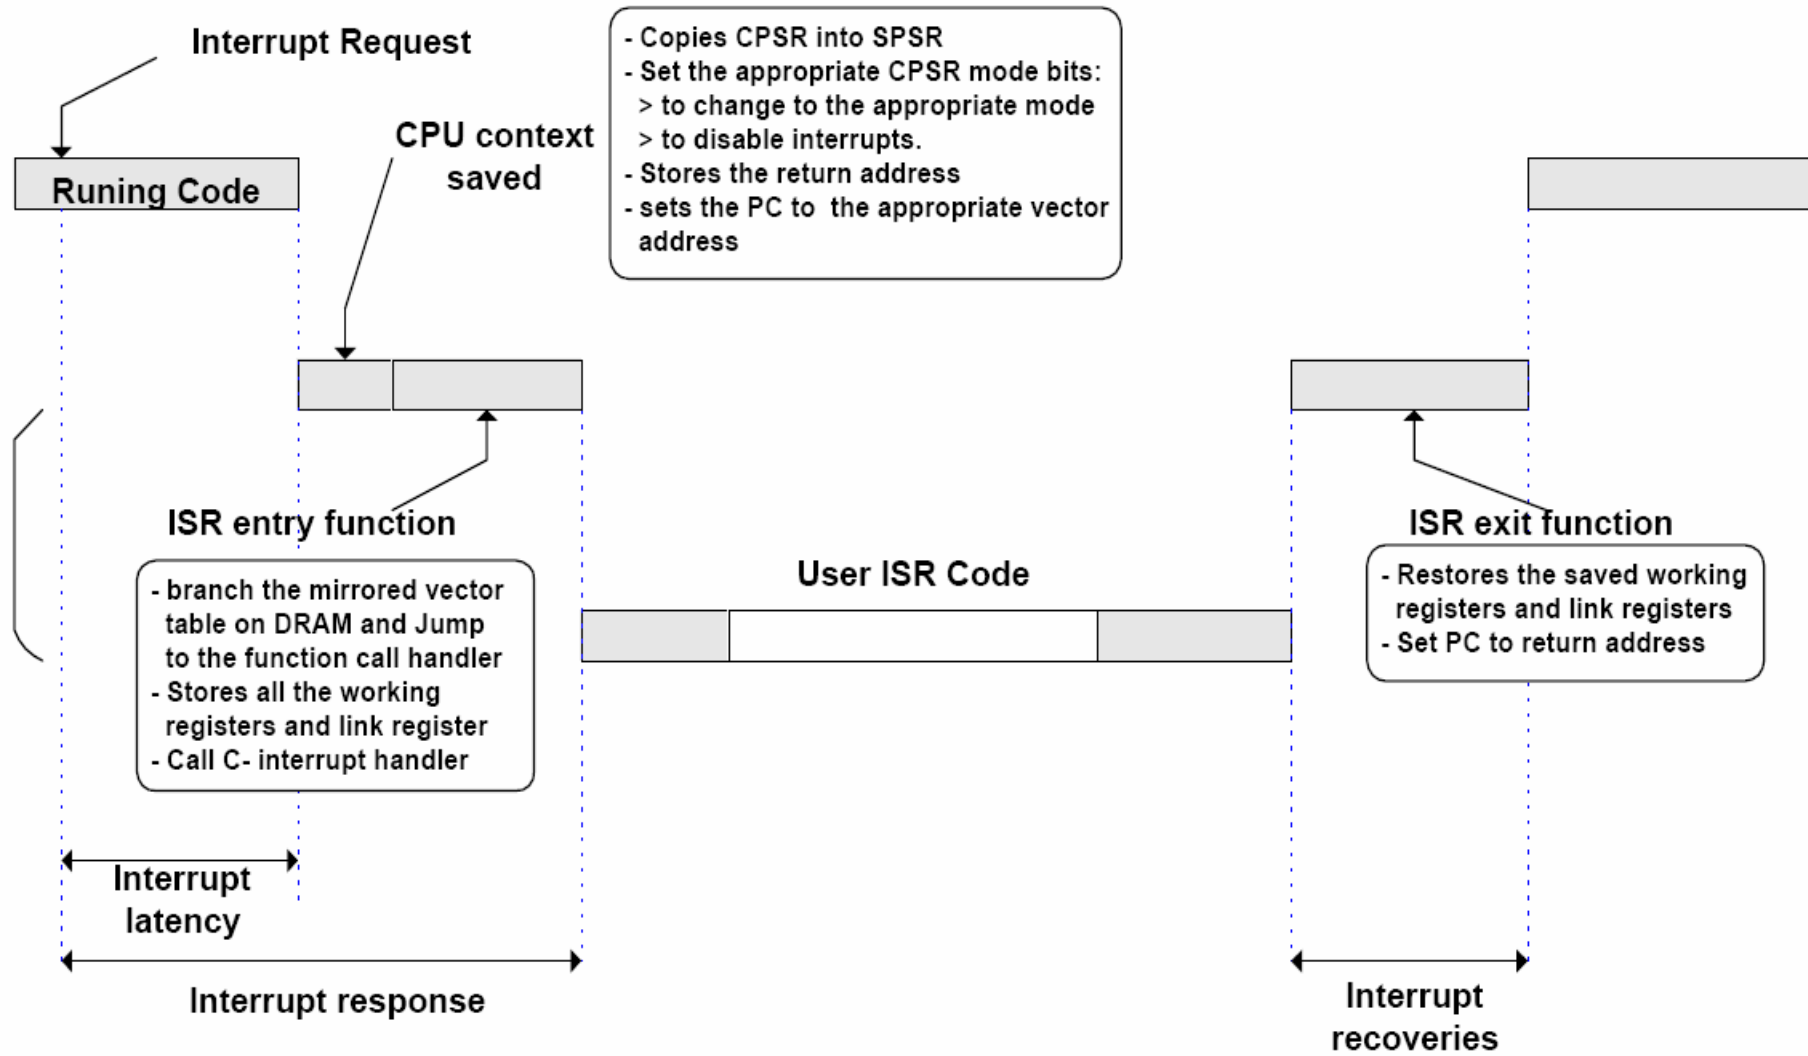 Interrupt Request
- Copies CPSR into SPSR
- Set the appropriate CPSR mode bits:
> to change to the appropriate mode
> to disable interrupts.
- Stores the return address
- sets the PC to the appropriate vector
address
CPU context
saved
Runing Code
ISR entry function
- branch the mirrored vector
table on DRAM and Jump
to the function call handler
- Stores all the working
registers and link register
- Call C- interrupt handler
User ISR Code
ISR exit function
- Restores the saved working
registers and link registers
- Set PC to return address
Interrupt
latency
Interrupt response
Interrupt
recoveries